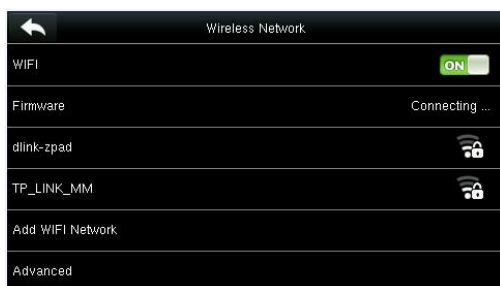 Wireless Network
WIFI ON
Firmware Connecting ...
dlink-zpad
TP_LINK_MM
Add WIFI Network
Advanced